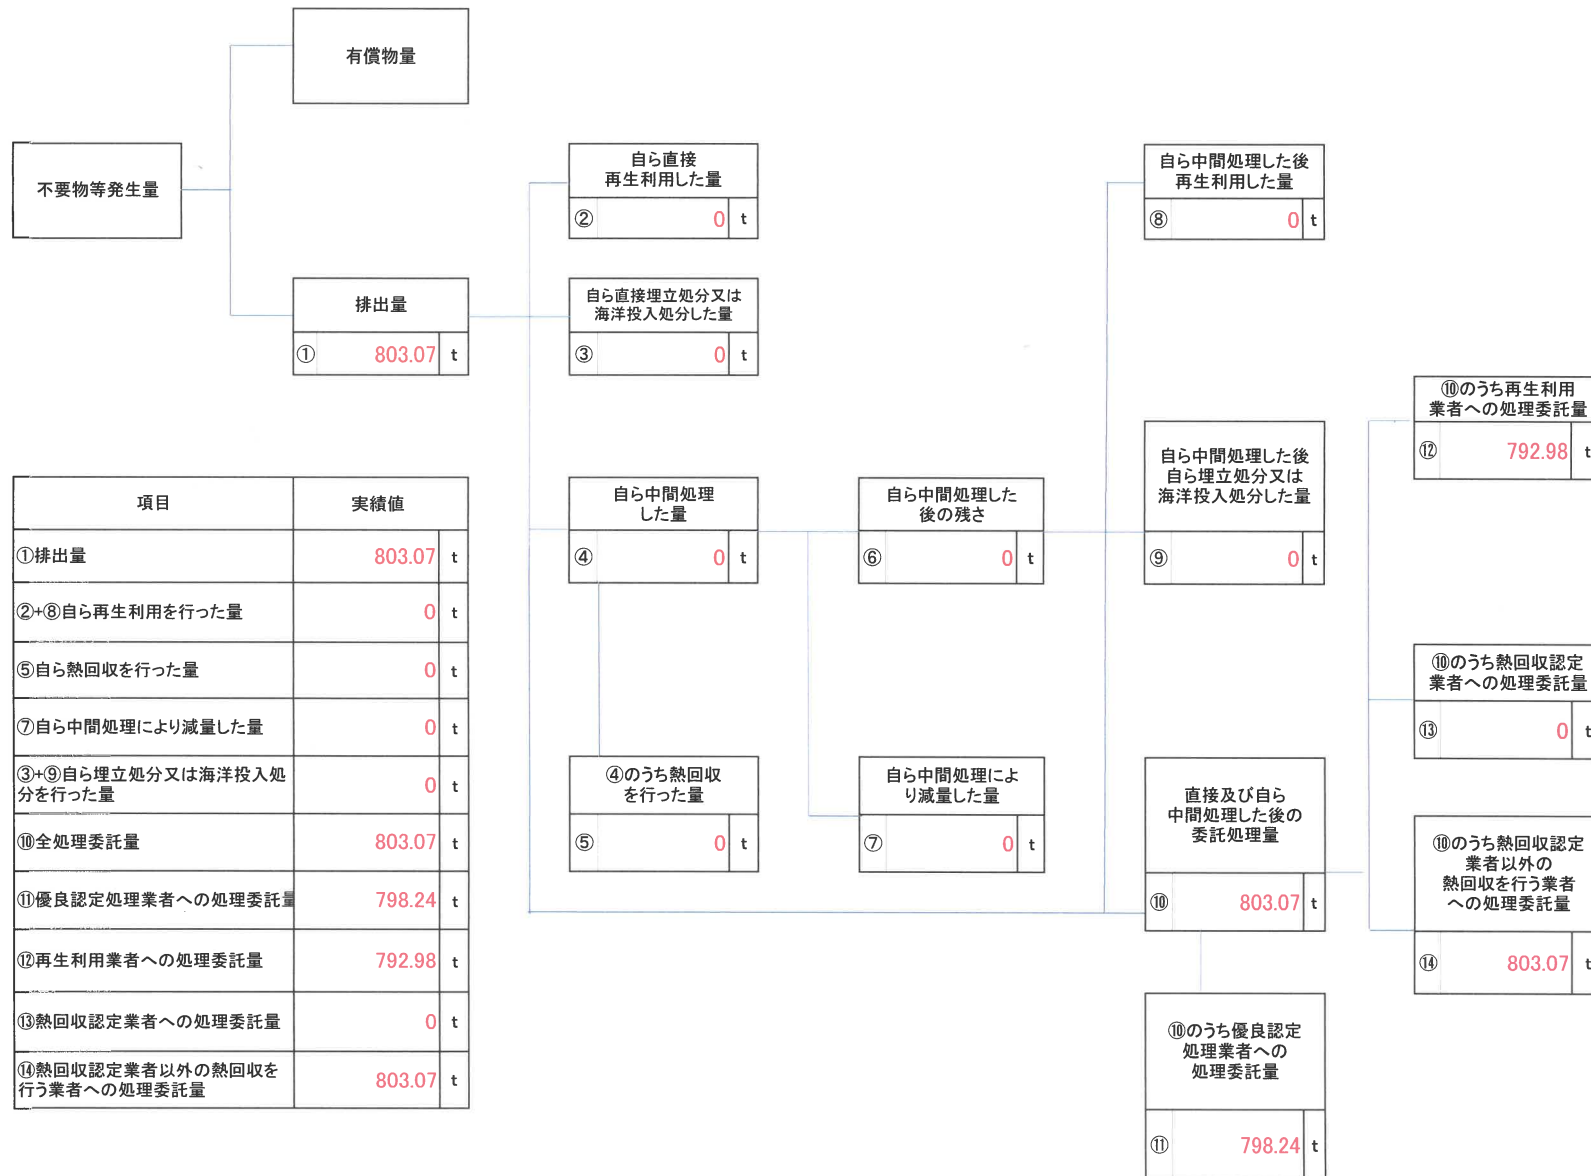 有償物量
不要物等発生量
排出量
① 803.07 t
自ら直接
再生利用した量
② 0 t
自ら直接埋立処分又は
海洋投入処分した量
③ 0 t
自ら中間処理
した量
④ 0 t
④のうち熱回収
を行った量
⑤ 0 t
自ら中間処理した
後の残さ
⑥ 0 t
自ら中間処理によ
り減量した量
⑦ 0 t
自ら中間処理した後
再生利用した量
⑧ 0 t
自ら中間処理した後
自ら埋立処分又は
海洋投入処分した量
⑨ 0 t
直接及び自ら
中間処理した後の
委託処理量
⑩ 803.07 t
⑩のうち優良認定
処理業者への
処理委託量
⑪ 798.24 t
⑩のうち再生利用
業者への処理委託量
⑫ 792.98 t
⑩のうち熱回収認定
業者への処理委託量
⑬ 0 t
⑩のうち熱回収認定
業者以外の
熱回収を行う業者
への処理委託量
⑭ 803.07 t
項目 実績値
①排出量 803.07 t
②+⑧自ら再生利用を行った量 0 t
⑤自ら熱回収を行った量 0 t
⑦自ら中間処理により減量した量 0 t
③+⑨自ら埋立処分又は海洋投入処
分を行った量 0 t
⑩全処理委託量 803.07 t
⑪優良認定処理業者への処理委託量 798.24 t
⑫再生利用業者への処理委託量 792.98 t
⑬熱回収認定業者への処理委託量 0 t
⑭熱回収認定業者以外の熱回収を
行う業者への処理委託量 803.07 t